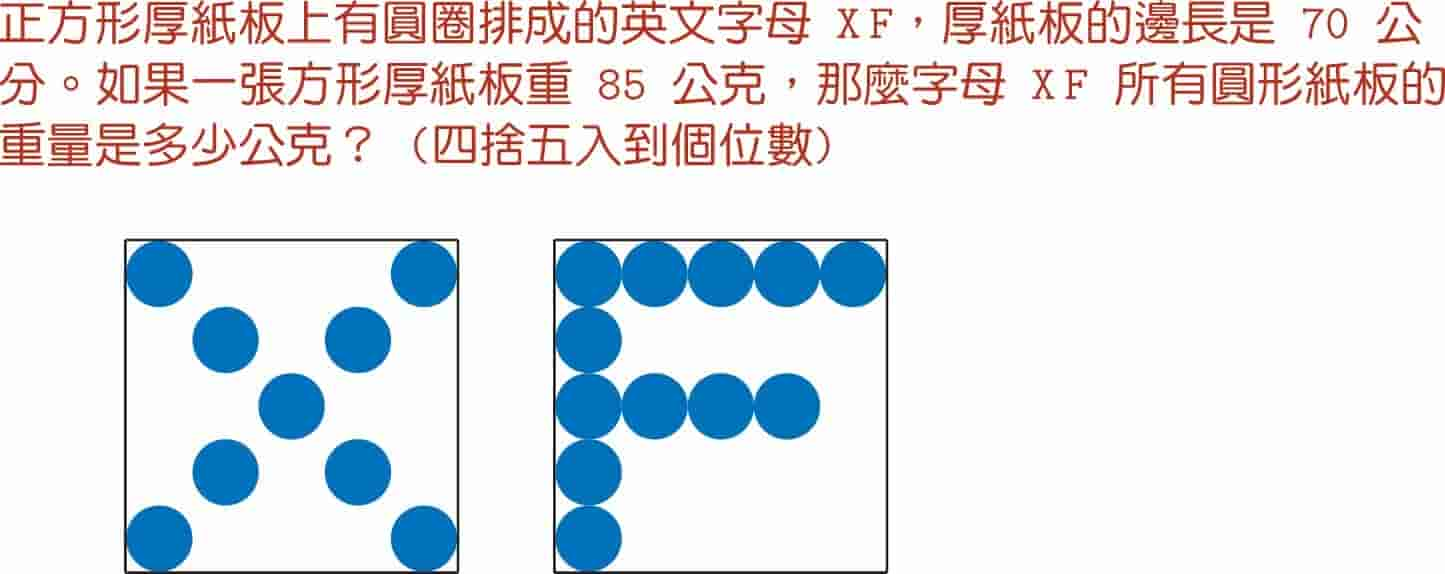 正方形厚紙板上有圓圈排成的英文字母 X F，厚紙板的邊長是 70 公
分。如果一張方形厚紙板重 85 公克，那麼字母 X F 所有圓形紙板的
重量是多少公克？（四捨五入到個位數）